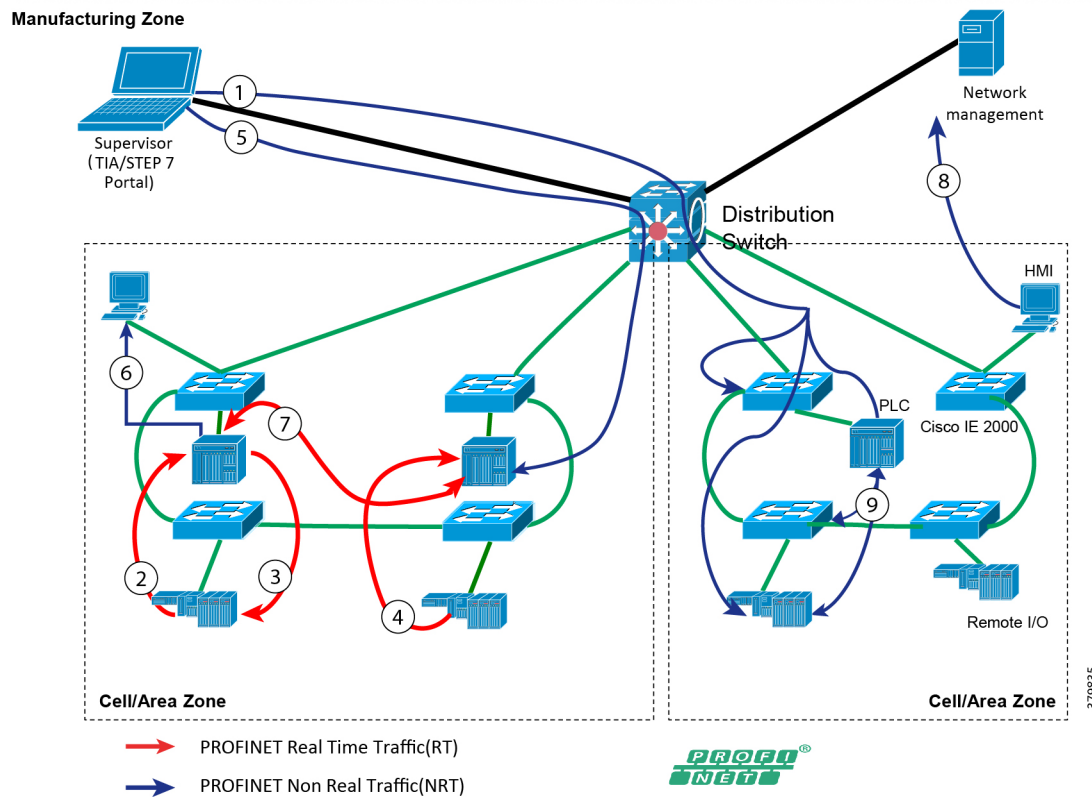 Manufacturing Zone
1
5
Supervisor
(TIA/STEP 7
Portal)
Network
management
8
Distribution
Switch
HMI
6
7
PLC
Cisco IE 2000
9
2
3
4
Remote I/O
Cell/Area Zone
Cell/Area Zone
379835
PROFINET Real Time Traffic(RT)
PROFINET Non Real Traffic(NRT)
PROFI®
NET